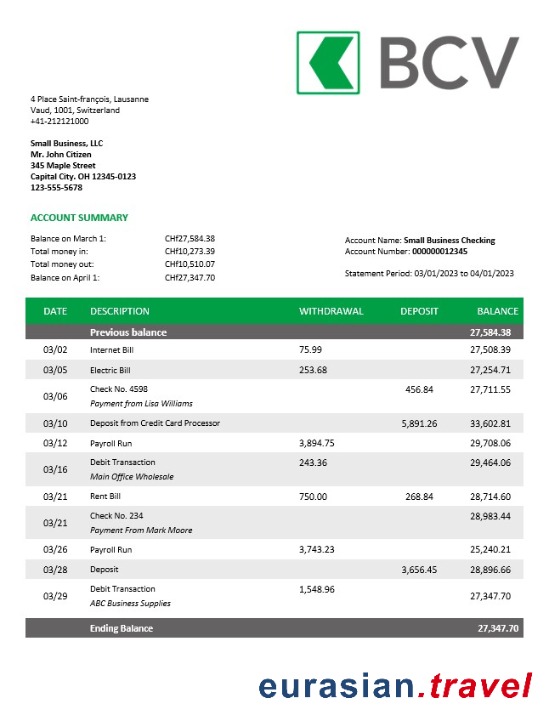 BCV
4 Place Saint-françois, Lausanne
Vaud, 1001, Switzerland
+41-212121000
Small Business, LLC
Mr. John Citizen
345 Maple Street
Capital City. OH 12345-0123
123-555-5678
ACCOUNT SUMMARY
Balance on March 1: CHf27,584.38
Total money in: CHf10,273.39
Total money out: CHf10,510.07
Balance on April 1: CHf27,347.70
Account Name: Small Business Checking
Account Number: 000000012345
Statement Period: 03/01/2023 to 04/01/2023
DATE DESCRIPTION WITHDRAWAL DEPOSIT BALANCE
Previous balance 27,584.38
03/02 Internet Bill 75.99 27,508.39
03/05 Electric Bill 253.68 27,254.71
03/06 Check No. 4598 456.84 27,711.55
Payment from Lisa Williams
03/10 Deposit from Credit Card Processor 5,891.26 33,602.81
03/12 Payroll Run 3,894.75 29,708.06
03/16 Debit Transaction 243.36 29,464.06
Main Office Wholesale
03/21 Rent Bill 750.00 268.84 28,714.60
03/21 Check No. 234 28,983.44
Payment From Mark Moore
03/26 Payroll Run 3,743.23 25,240.21
03/28 Deposit 3,656.45 28,896.66
03/29 Debit Transaction 1,548.96 27,347.70
ABC Business Supplies
Ending Balance 27,347.70
eurasian.travel